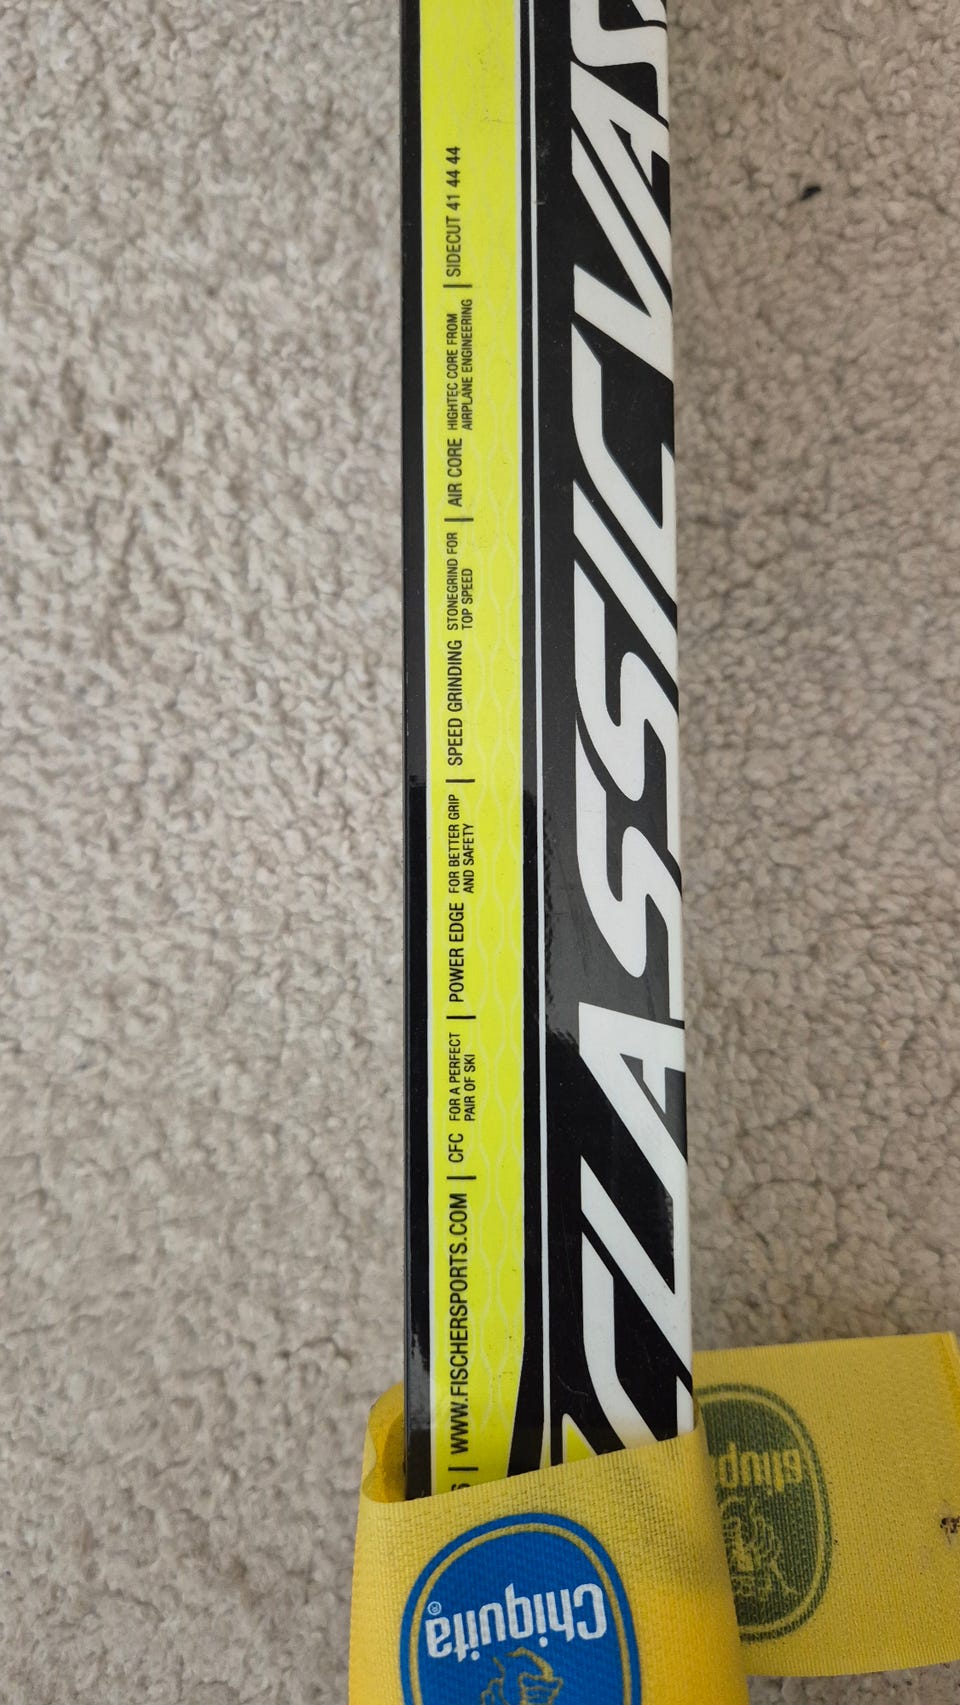 WWW.FISCHERSPORTS.COM | CFC FOR A PERFECT PAIR OF SKI | POWER EDGE FOR BETTER GRIP AND SAFETY | SPEED GRINDING STONEGRIND FOR TOP SPEED | AIR CORE HIGHTEC CORE FROM AIRPLANE ENGINEERING | SIDECUT 41 44 44
CLASSICVAS
Chiquita®